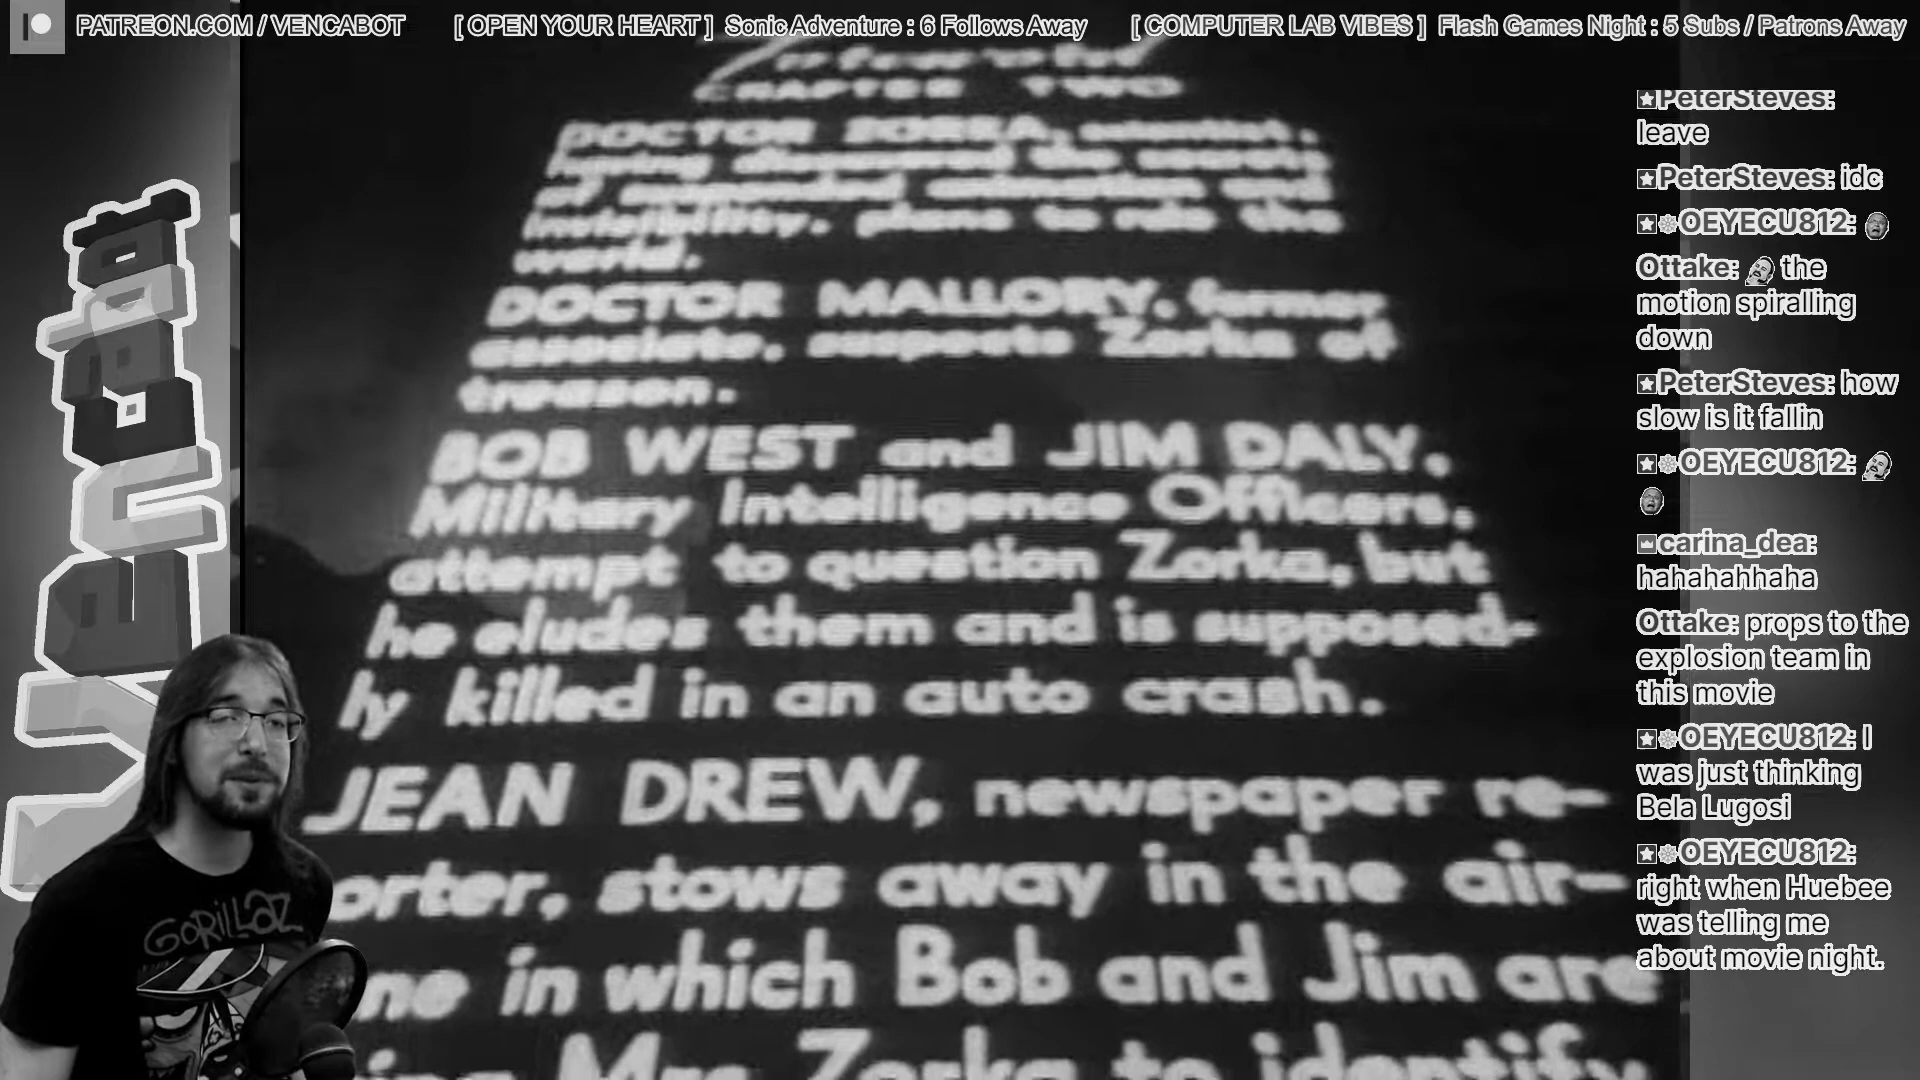 PATREON.COM / VENCABOT [ OPEN YOUR HEART ] Sonic Adventure : 6 Follows Away [ COMPUTER LAB VIBES ] Flash Games Night : 5 Subs / Patrons Away
Vencabot
CHAPTER TWO
DOCTOR ZORKA, scientist,
having discovered the secrets
of suspended animation and
invisibility, plans to rule the
world.
DOCTOR MALLORY, former
associate, suspects Zorka of
treason.
BOB WEST and JIM DALY,
Military Intelligence Officers,
attempt to question Zorka, but
he eludes them and is supposed-
ly killed in an auto crash.
JEAN DREW, newspaper re-
orter, stows away in the air-
ne in which Bob and Jim are
Mrs Zorka to identify
GORILLAZ
PeterSteves:
leave
PeterSteves: idc
OEYECU812:
Ottake: the
motion spiralling
down
PeterSteves: how
slow is it fallin
OEYECU812:
carina_dea:
hahahahhaha
Ottake: props to the
explosion team in
this movie
OEYECU812: I
was just thinking
Bela Lugosi
OEYECU812:
right when Huebee
was telling me
about movie night.